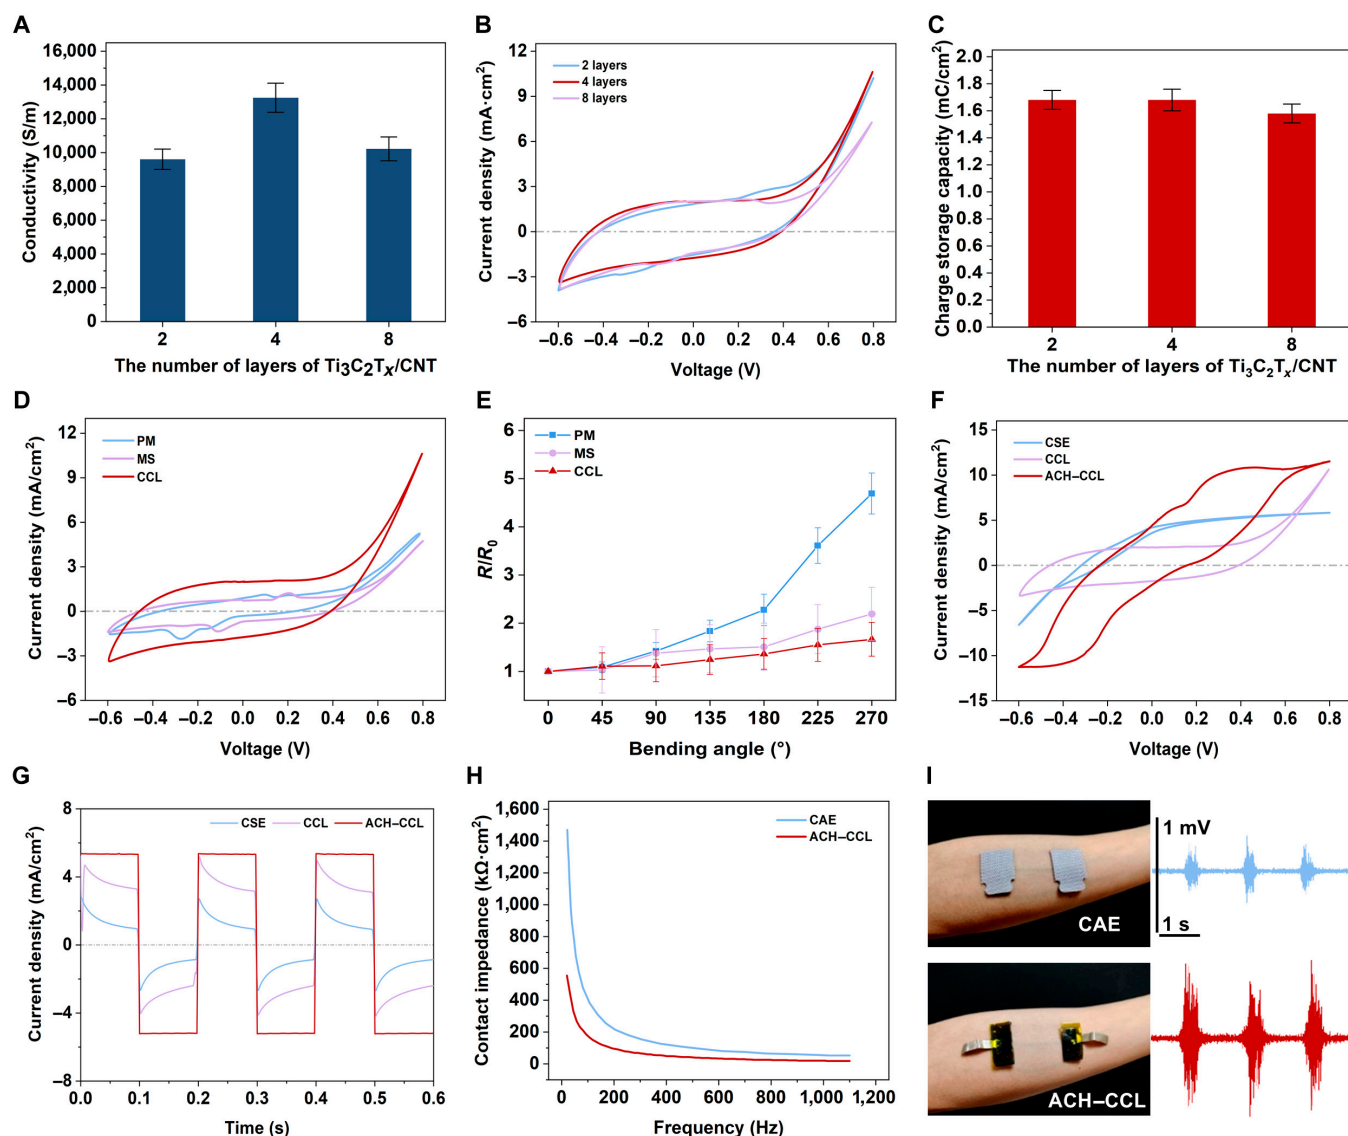 A
Conductivity (S/m)
16,000
14,000
12,000
10,000
8,000
6,000
4,000
2,000
0
2 4 8
The number of layers of Ti₃C₂Tₓ/CNT
B
Current density (mA·cm²)
12
9
6
3
0
–3
–6
2 layers
4 layers
8 layers
–0.6 –0.4 –0.2 0.0 0.2 0.4 0.6 0.8
Voltage (V)
C
Charge storage capacity (mC/cm²)
2.0
1.8
1.6
1.4
1.2
1.0
0.8
0.6
0.4
0.2
0.0
2 4 8
The number of layers of Ti₃C₂Tₓ/CNT
D
Current density (mA/cm²)
12
9
6
3
0
–3
–6
PM
MS
CCL
–0.6 –0.4 –0.2 0.0 0.2 0.4 0.6 0.8
Voltage (V)
E
R/R₀
6
5
4
3
2
1
PM
MS
CCL
0 45 90 135 180 225 270
Bending angle (°)
F
Current density (mA/cm²)
15
10
5
0
–5
–10
–15
CSE
CCL
ACH–CCL
–0.6 –0.4 –0.2 0.0 0.2 0.4 0.6 0.8
Voltage (V)
G
Current density (mA/cm²)
8
4
0
–4
–8
CSE CCL ACH–CCL
0.0 0.1 0.2 0.3 0.4 0.5 0.6
Time (s)
H
Contact impedance (kΩ·cm²)
1,600
1,400
1,200
1,000
800
600
400
200
0
CAE
ACH–CCL
0 200 400 600 800 1,000 1,200
Frequency (Hz)
I
CAE
1 mV
1 s
ACH–CCL